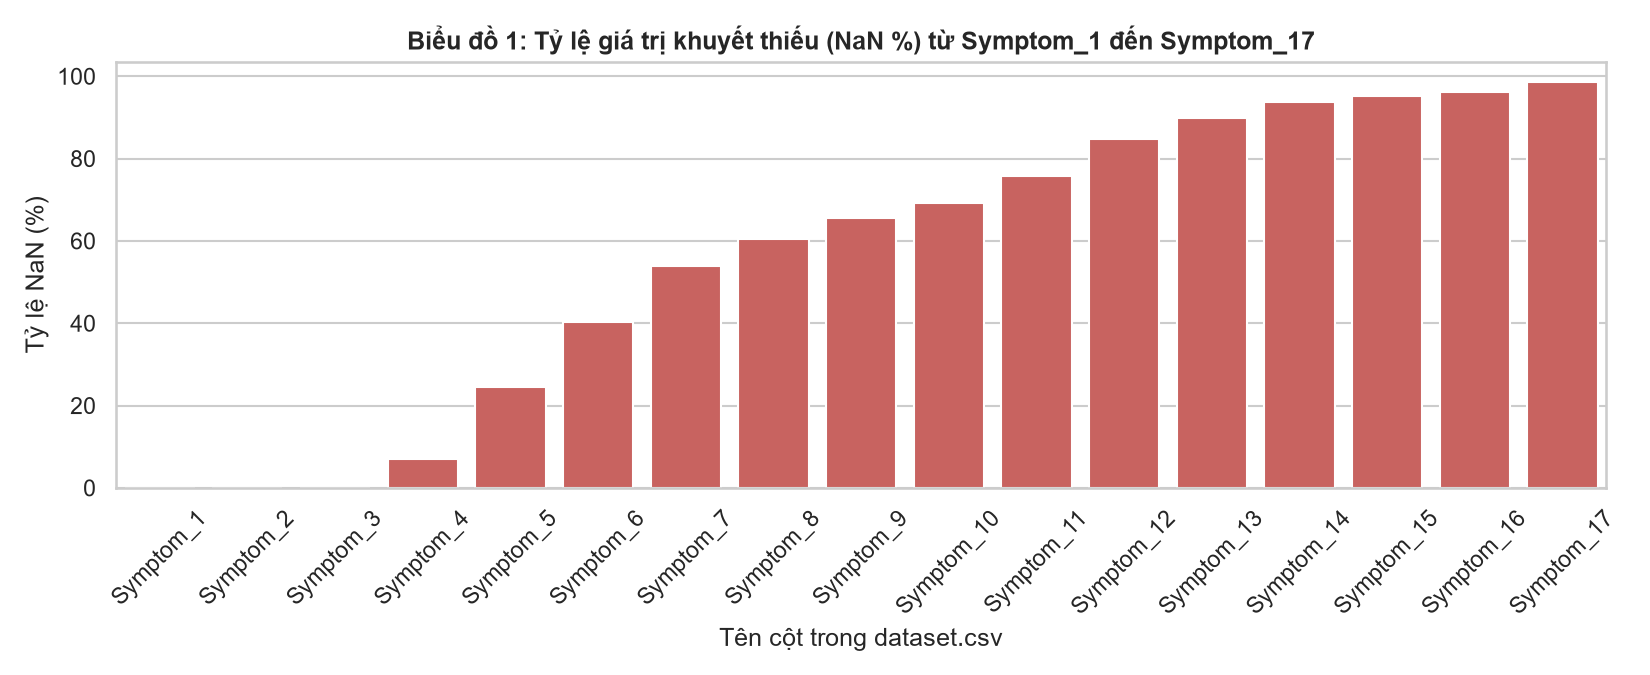 Biểu đồ 1: Tỷ lệ giá trị khuyết thiếu (NaN %) từ Symptom_1 đến Symptom_17
Tỷ lệ NaN (%)
100
80
60
40
20
0
Symptom_1
Symptom_2
Symptom_3
Symptom_4
Symptom_5
Symptom_6
Symptom_7
Symptom_8
Symptom_9
Symptom_10
Symptom_11
Symptom_12
Symptom_13
Symptom_14
Symptom_15
Symptom_16
Symptom_17
Tên cột trong dataset.csv